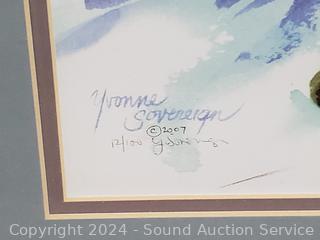 Yvonne
Sovereign
©2007
12/100
Copyright 2024 - Sound Auction Service